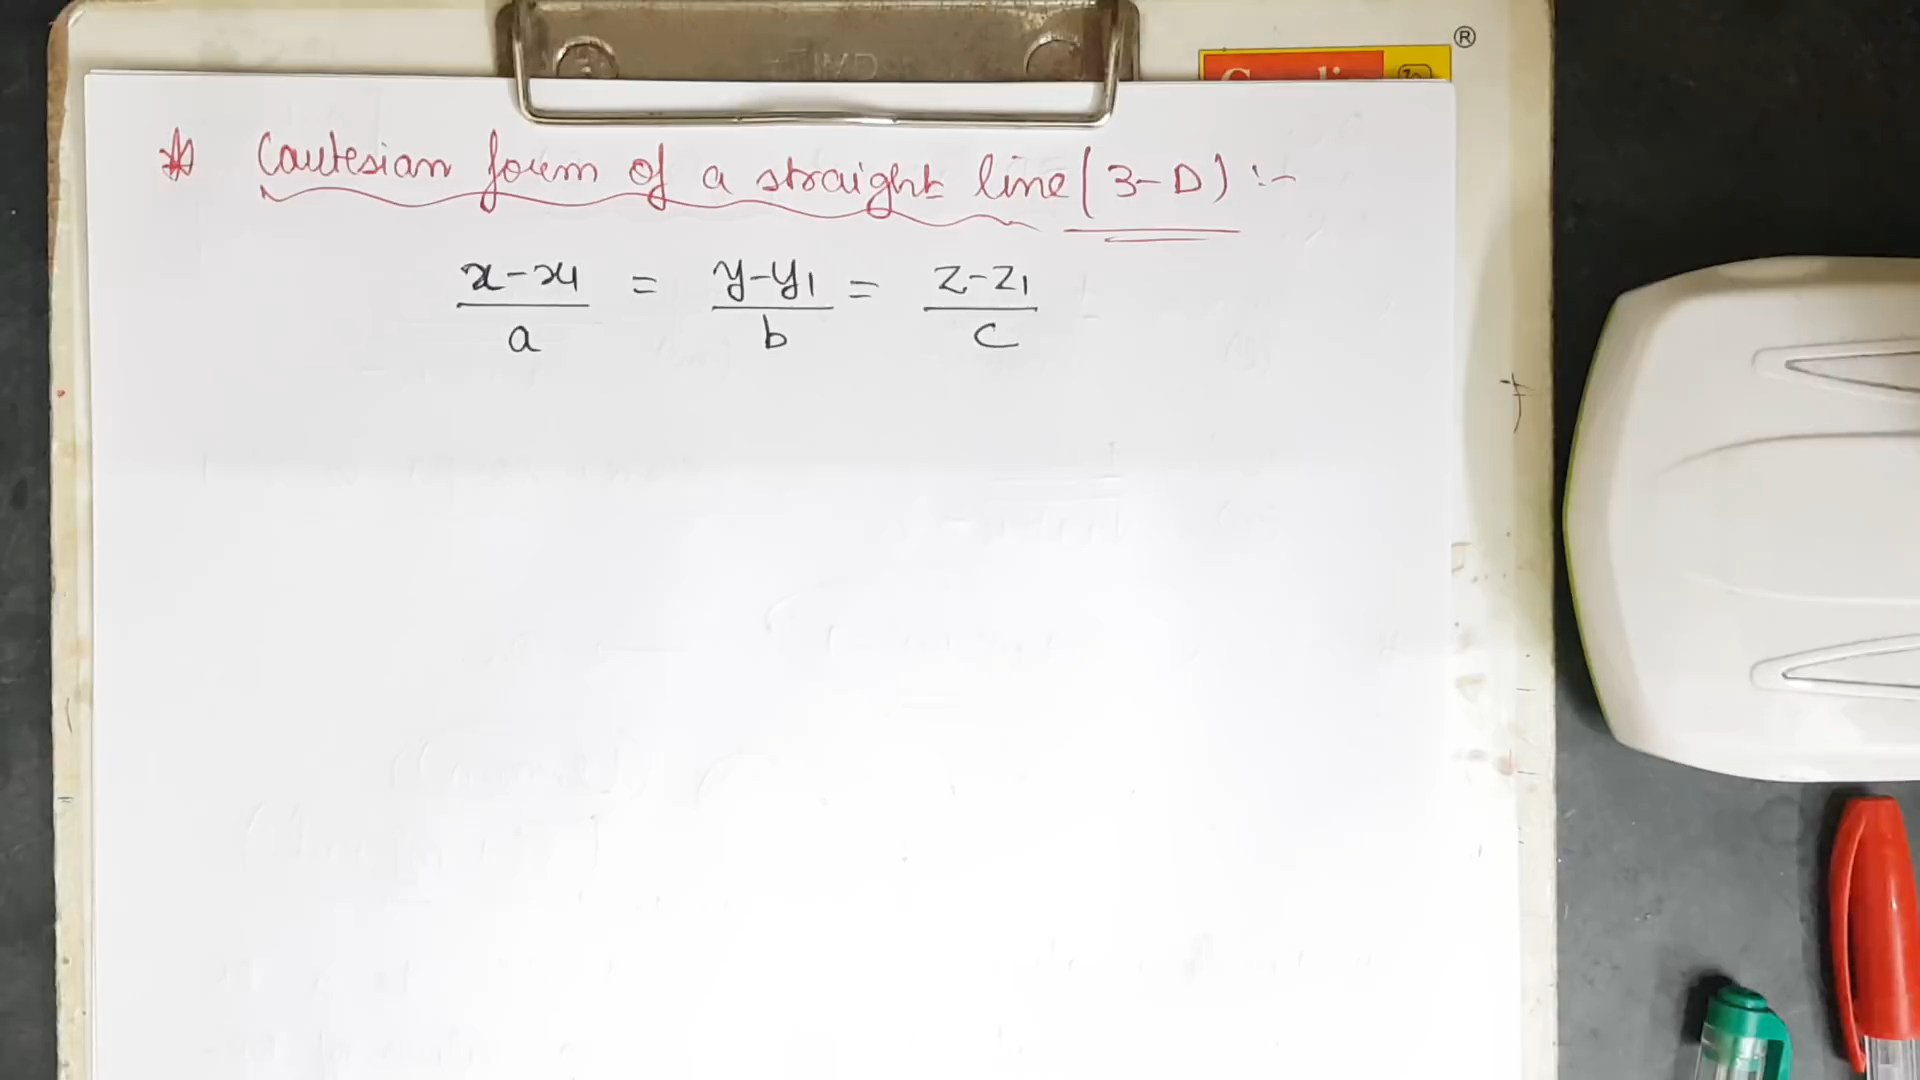 * Cartesian form of a straight line (3-D) :-
x-x1/a = y-y1/b = z-z1/c
®